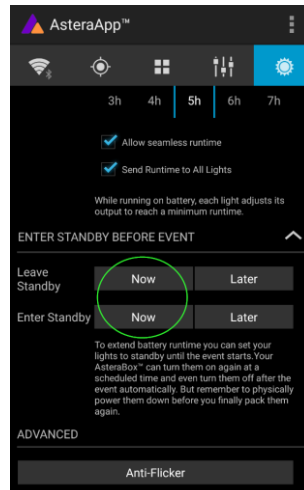 AsteraApp™
3h 4h 5h 6h 7h
Allow seamless runtime
Send Runtime to All Lights
While running on battery, each light adjusts its
output to reach a minimum runtime.
ENTER STANDBY BEFORE EVENT
Leave
Standby
Now
Later
Enter Standby
Now
Later
To extend battery runtime you can set your
lights to standby until the event starts.Your
AsteraBox™ can turn them on again at a
scheduled time and even turn them off after the
event automatically. But remember to physically
power them down before you finally pack them
again.
ADVANCED
Anti-Flicker